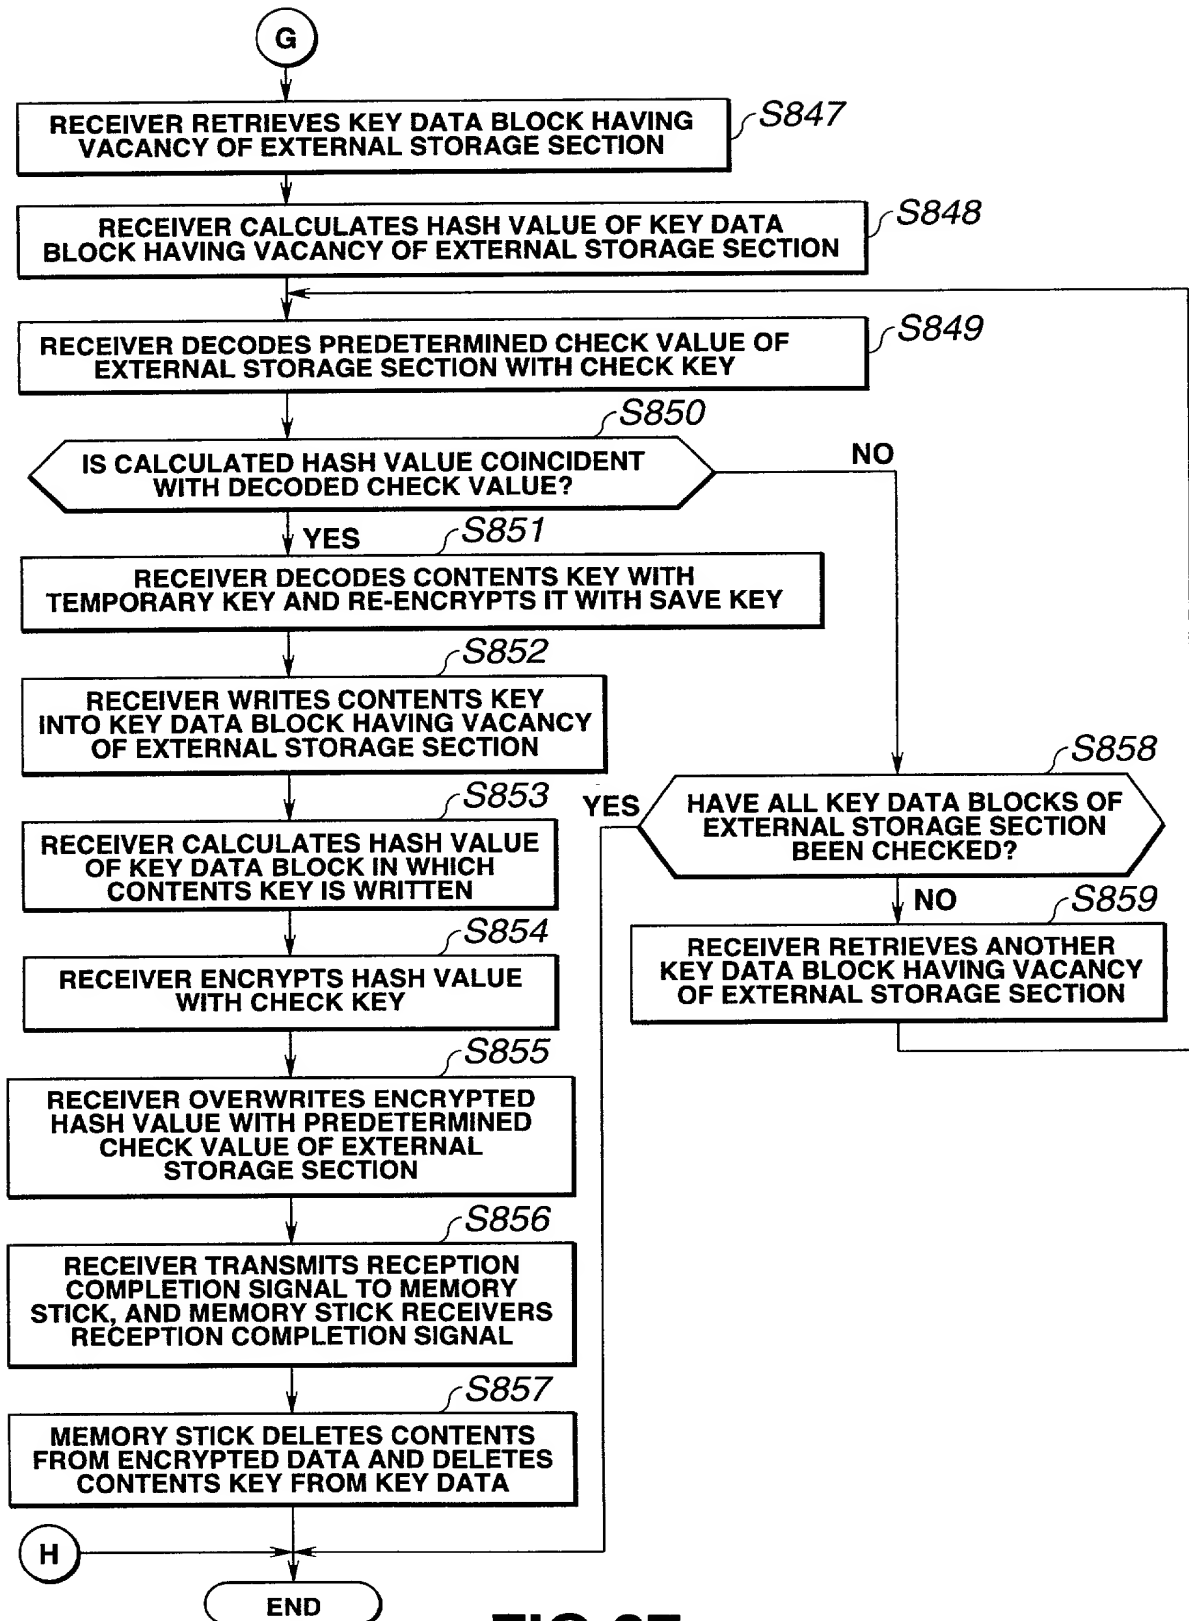 G
RECEIVER RETRIEVES KEY DATA BLOCK HAVING
VACANCY OF EXTERNAL STORAGE SECTION
S847
RECEIVER CALCULATES HASH VALUE OF KEY DATA
BLOCK HAVING VACANCY OF EXTERNAL STORAGE SECTION
S848
RECEIVER DECODES PREDETERMINED CHECK VALUE OF
EXTERNAL STORAGE SECTION WITH CHECK KEY
S849
S850
IS CALCULATED HASH VALUE COINCIDENT
WITH DECODED CHECK VALUE?
NO
YES
S851
RECEIVER DECODES CONTENTS KEY WITH
TEMPORARY KEY AND RE-ENCRYPTS IT WITH SAVE KEY
S852
RECEIVER WRITES CONTENTS KEY
INTO KEY DATA BLOCK HAVING VACANCY
OF EXTERNAL STORAGE SECTION
S853
RECEIVER CALCULATES HASH VALUE
OF KEY DATA BLOCK IN WHICH
CONTENTS KEY IS WRITTEN
S854
RECEIVER ENCRYPTS HASH VALUE
WITH CHECK KEY
S855
RECEIVER OVERWRITES ENCRYPTED
HASH VALUE WITH PREDETERMINED
CHECK VALUE OF EXTERNAL
STORAGE SECTION
S856
RECEIVER TRANSMITS RECEPTION
COMPLETION SIGNAL TO MEMORY
STICK, AND MEMORY STICK RECEIVERS
RECEPTION COMPLETION SIGNAL
S857
MEMORY STICK DELETES CONTENTS
FROM ENCRYPTED DATA AND DELETES
CONTENTS KEY FROM KEY DATA
S858
YES
HAVE ALL KEY DATA BLOCKS OF
EXTERNAL STORAGE SECTION
BEEN CHECKED?
NO
S859
RECEIVER RETRIEVES ANOTHER
KEY DATA BLOCK HAVING VACANCY
OF EXTERNAL STORAGE SECTION
H
END